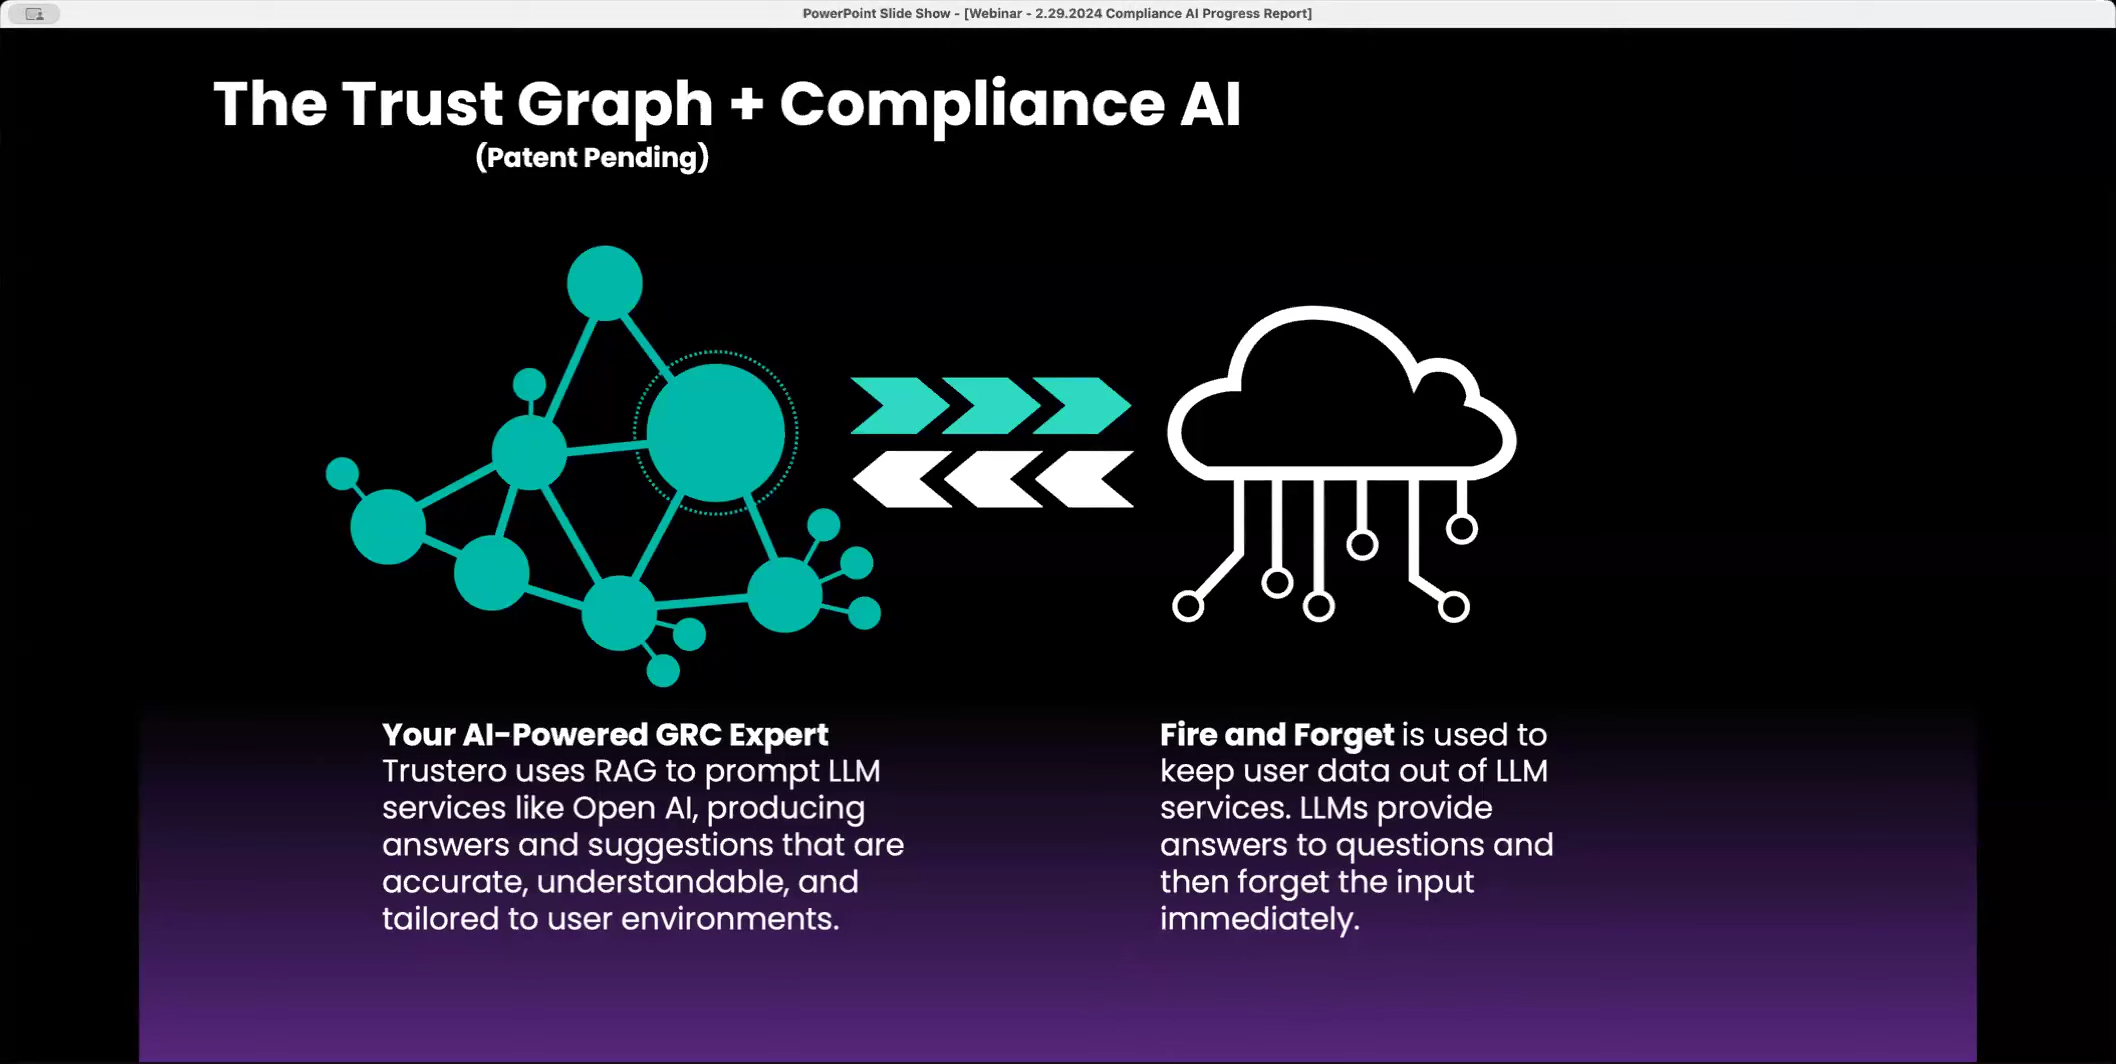 PowerPoint Slide Show - [Webinar - 2.29.2024 Compliance AI Progress Report]
The Trust Graph + Compliance AI
(Patent Pending)
Your AI-Powered GRC Expert
Trustero uses RAG to prompt LLM
services like Open AI, producing
answers and suggestions that are
accurate, understandable, and
tailored to user environments.
Fire and Forget is used to
keep user data out of LLM
services. LLMs provide
answers to questions and
then forget the input
immediately.